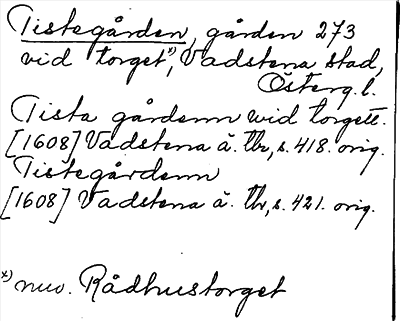 Tistegården, gården 273
vid torget x), Vadstena stad,
Österg. l.
Tista gårdenn wid torgett.
[1608] Vadstena ä. Tb, s. 418. orig.
Tistegårdenn
[1608] Vadstena ä. Tb, s. 421. orig.
x) nuv. Rådhustorget